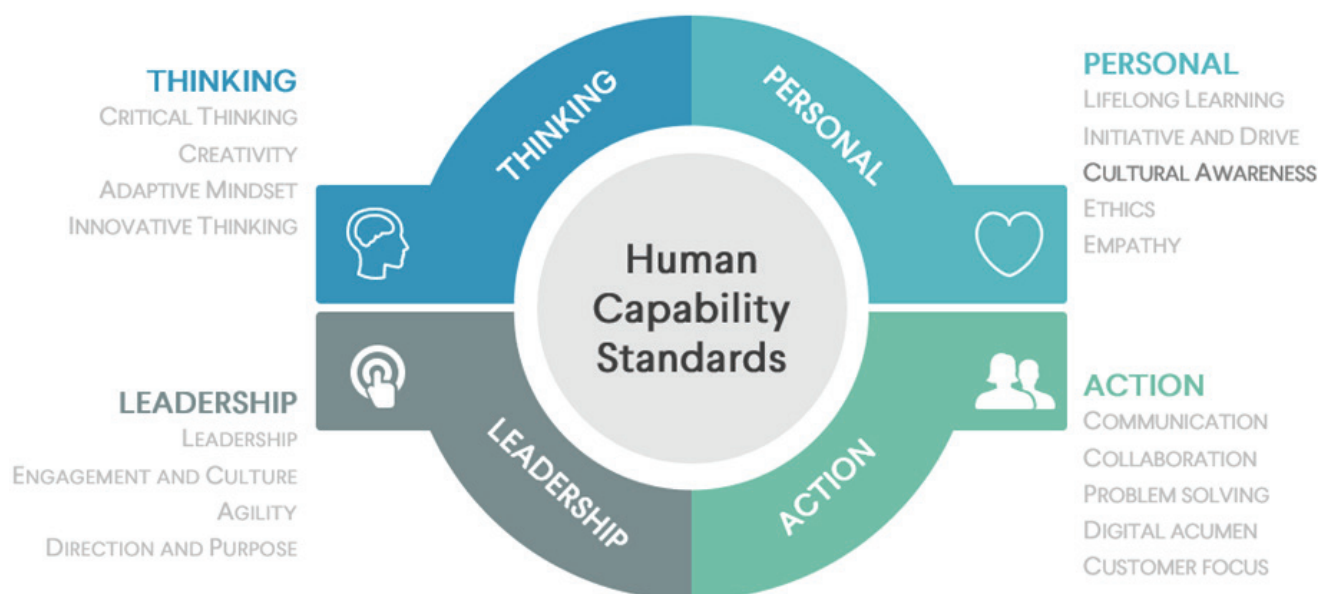 THINKING
CRITICAL THINKING
CREATIVITY
ADAPTIVE MINDSET
INNOVATIVE THINKING
THINKING
PERSONAL
PERSONAL
LIFELONG LEARNING
INITIATIVE AND DRIVE
CULTURAL AWARENESS
ETHICS
EMPATHY
Human
Capability
Standards
LEADERSHIP
LEADERSHIP
ENGAGEMENT AND CULTURE
AGILITY
DIRECTION AND PURPOSE
LEADERSHIP
ACTION
ACTION
COMMUNICATION
COLLABORATION
PROBLEM SOLVING
DIGITAL ACUMEN
CUSTOMER FOCUS